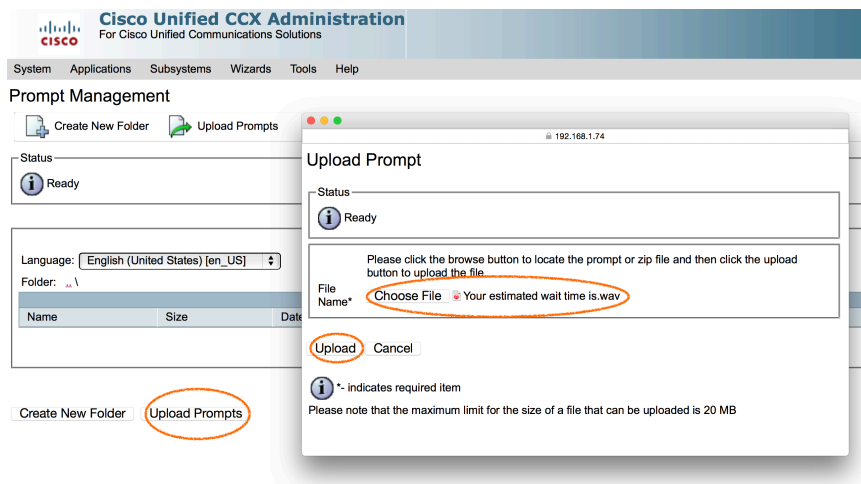 Cisco Unified CCX Administration
For Cisco Unified Communications Solutions
CISCO
System Applications Subsystems Wizards Tools Help
Prompt Management
Create New Folder Upload Prompts
Status
Ready
Language: English (United States) [en_US]
Folder: .. \
Name Size Date
Create New Folder Upload Prompts
192.168.1.74
Upload Prompt
Status
Ready
Please click the browse button to locate the prompt or zip file and then click the upload
button to upload the file
File
Name* Choose File Your estimated wait time is.wav
Upload Cancel
*- indicates required item
Please note that the maximum limit for the size of a file that can be uploaded is 20 MB